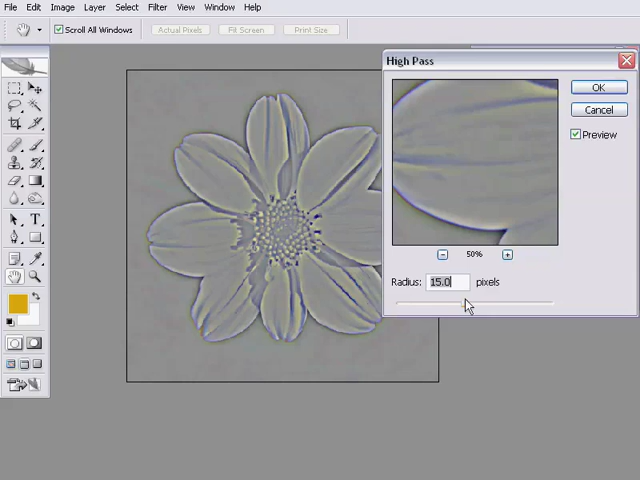 File Edit Image Layer Select Filter View Window Help
Scroll All Windows Actual Pixels Fit Screen Print Size
High Pass
OK
Cancel
Preview
50%
Radius: 15.0 pixels
T